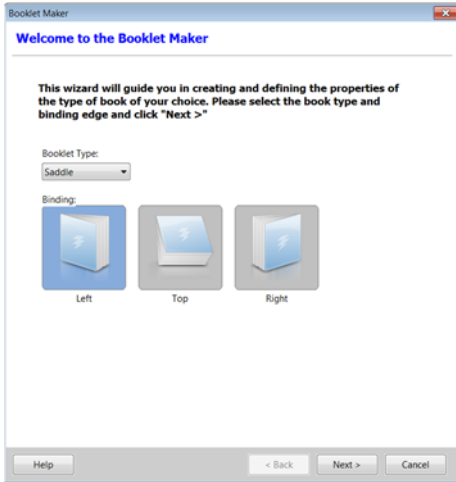 Booklet Maker
Welcome to the Booklet Maker
This wizard will guide you in creating and defining the properties of
the type of book of your choice. Please select the book type and
binding edge and click "Next >"
Booklet Type:
Saddle
Binding:
Left Top Right
Help < Back Next > Cancel